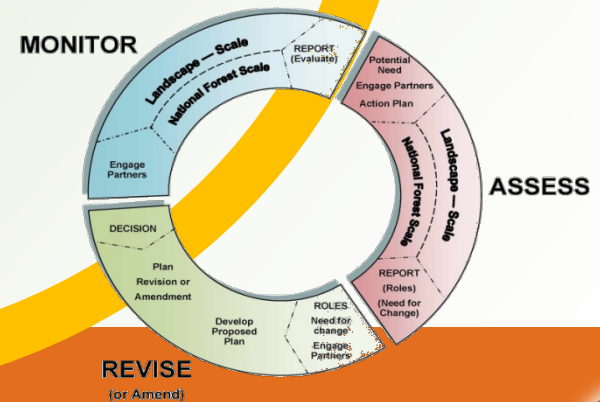 MONITOR
Landscape — Scale
National Forest Scale
REPORT
(Evaluate)
Engage
Partners
Potential
Need
Engage Partners
Action Plan
Landscape — Scale
National Forest Scale
ASSESS
REPORT
(Roles)
(Need for
Change)
DECISION
Plan
Revision or
Amendment
Develop
Proposed
Plan
ROLES
Need for
change
Engage
Partners
REVISE
(or Amend)